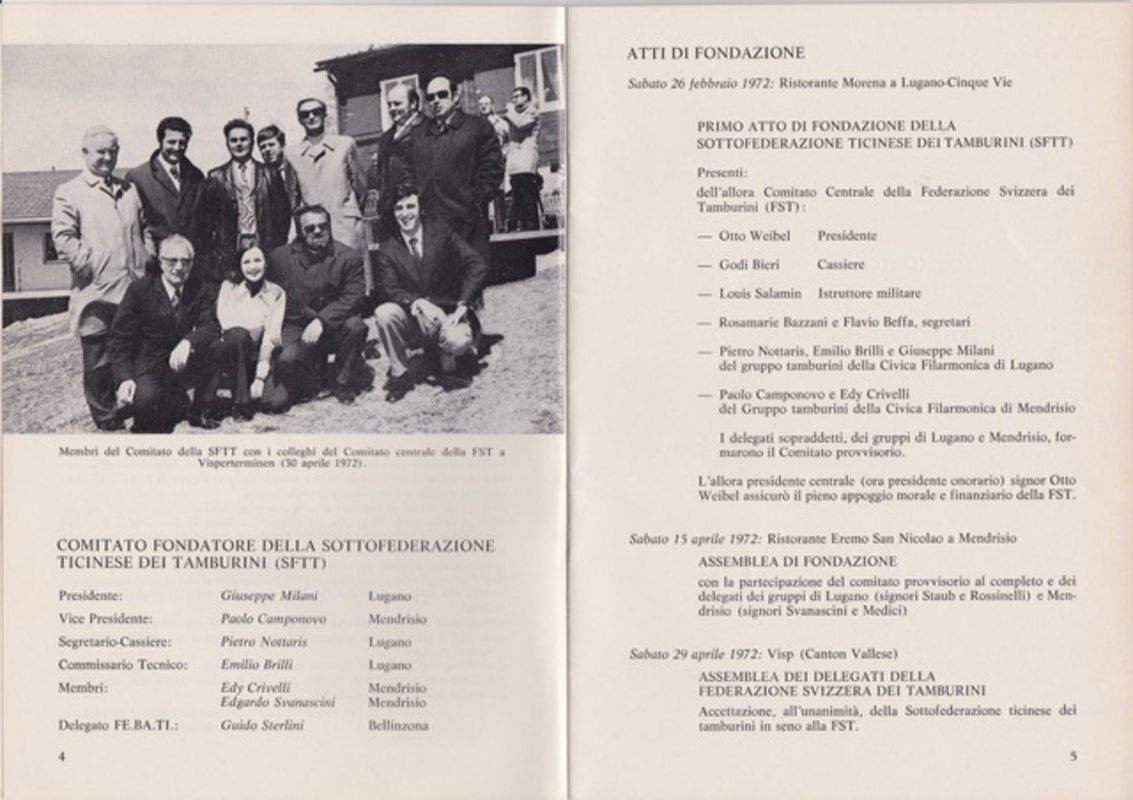 Membri del Comitato della SFTT con i colleghi del Comitato centrale della FST a
Visperterminen (30 aprile 1972).
COMITATO FONDATORE DELLA SOTTOFEDERAZIONE
TICINESE DEI TAMBURINI (SFTT)
Presidente: Giuseppe Milani Lugano
Vice Presidente: Paolo Camponovo Mendrisio
Segretario-Cassiere: Pietro Nottaris Lugano
Commissario Tecnico: Emilio Brilli Lugano
Membri: Edy Crivelli Mendrisio
Edgardo Svanascini Mendrisio
Delegato FE.BA.TI.: Guido Sterlini Bellinzona
4
ATTI DI FONDAZIONE
Sabato 26 febbraio 1972: Ristorante Morena a Lugano-Cinque Vie
PRIMO ATTO DI FONDAZIONE DELLA
SOTTOFEDERAZIONE TICINESE DEI TAMBURINI (SFTT)
Presenti:
dell'allora Comitato Centrale della Federazione Svizzera dei
Tamburini (FST):
— Otto Weibel Presidente
— Godi Bieri Cassiere
— Louis Salamin Istruttore militare
— Rosamarie Bazzani e Flavio Beffa, segretari
— Pietro Nottaris, Emilio Brilli e Giuseppe Milani
del gruppo tamburini della Civica Filarmonica di Lugano
— Paolo Camponovo e Edy Crivelli
del Gruppo tamburini della Civica Filarmonica di Mendrisio
I delegati sopraddetti, dei gruppi di Lugano e Mendrisio, for-
marono il Comitato provvisorio.
L'allora presidente centrale (ora presidente onorario) signor Otto
Weibel assicurò il pieno appoggio morale e finanziario della FST.
Sabato 15 aprile 1972: Ristorante Eremo San Nicolao a Mendrisio
ASSEMBLEA DI FONDAZIONE
con la partecipazione del comitato provvisorio al completo e dei
delegati dei gruppi di Lugano (signori Staub e Rossinelli) e Men-
drisio (signori Svanascini e Medici)
Sabato 29 aprile 1972: Visp (Canton Vallese)
ASSEMBLEA DEI DELEGATI DELLA
FEDERAZIONE SVIZZERA DEI TAMBURINI
Accettazione, all'unanimità, della Sottofederazione ticinese dei
tamburini in seno alla FST.
5